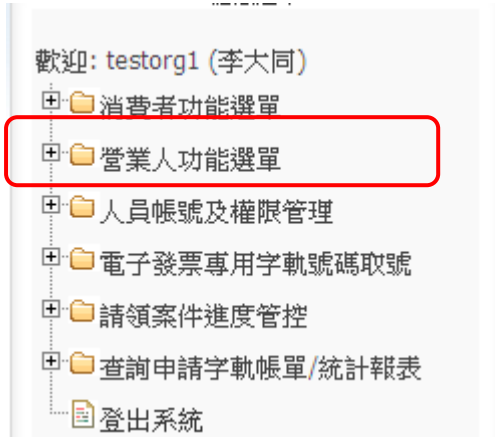 歡迎: testorg1 (李大同)
消費者功能選單
營業人功能選單
人員帳號及權限管理
電子發票專用字軌號碼取號
請領案件進度管控
查詢申請字軌帳單/統計報表
登出系統